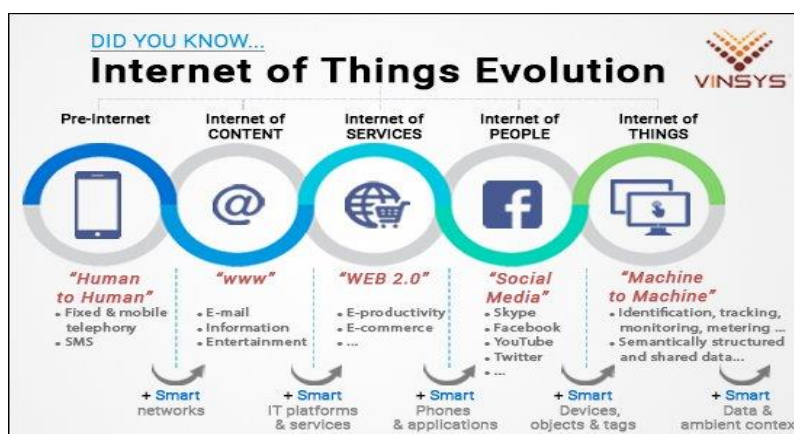 DID YOU KNOW...
Internet of Things Evolution
VINSYS
Pre-Internet
Internet of
CONTENT
Internet of
SERVICES
Internet of
PEOPLE
Internet of
THINGS
@
f
“Human
to Human”
• Fixed & mobile
telephony
• SMS
“www”
• E-mail
• Information
• Entertainment
“WEB 2.0”
• E-productivity
• E-commerce
• ...
“Social
Media”
• Skype
• Facebook
• YouTube
• Twitter
• ...
“Machine
to Machine”
• Identification, tracking,
monitoring, metering ...
• Semantically structured
and shared data...
+ Smart
networks
+ Smart
IT platforms
& services
+ Smart
Phones
& applications
+ Smart
Devices,
objects & tags
+ Smart
Data &
ambient context